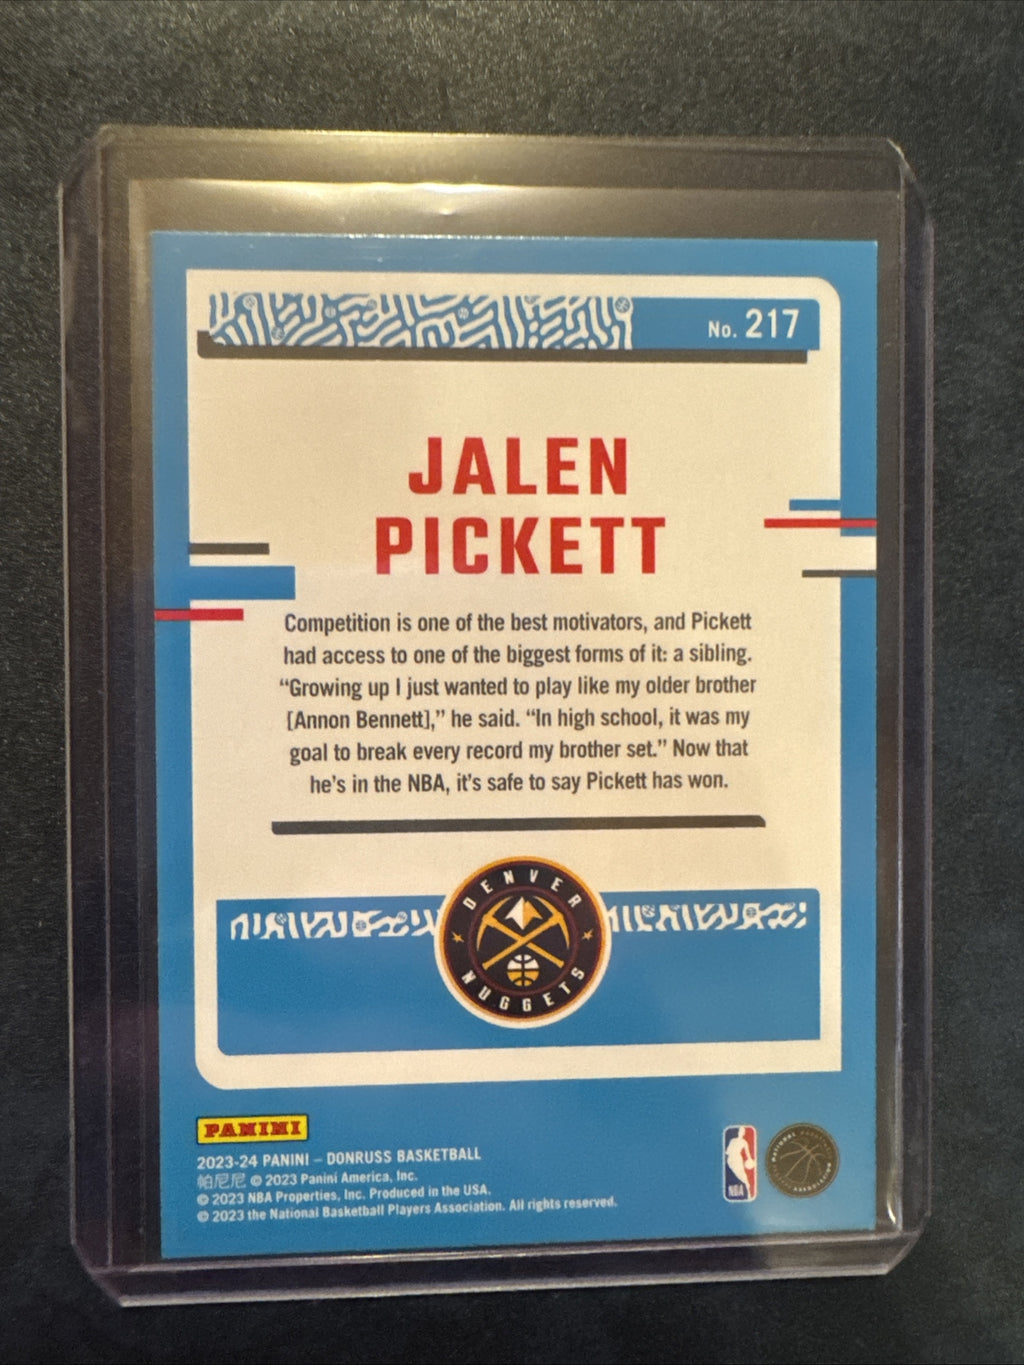 No. 217
JALEN
PICKETT
Competition is one of the best motivators, and Pickett
had access to one of the biggest forms of it: a sibling.
“Growing up I just wanted to play like my older brother
[Annon Bennett],” he said. “In high school, it was my
goal to break every record my brother set.” Now that
he’s in the NBA, it’s safe to say Pickett has won.
DENVER
NUGGETS
PANINI
2023-24 PANINI – DONRUSS BASKETBALL
帕尼尼 © 2023 Panini America, Inc.
© 2023 NBA Properties, Inc. Produced in the USA.
© 2023 the National Basketball Players Association. All rights reserved.
NBA
NATIONAL BASKETBALL PLAYERS ASSOCIATION